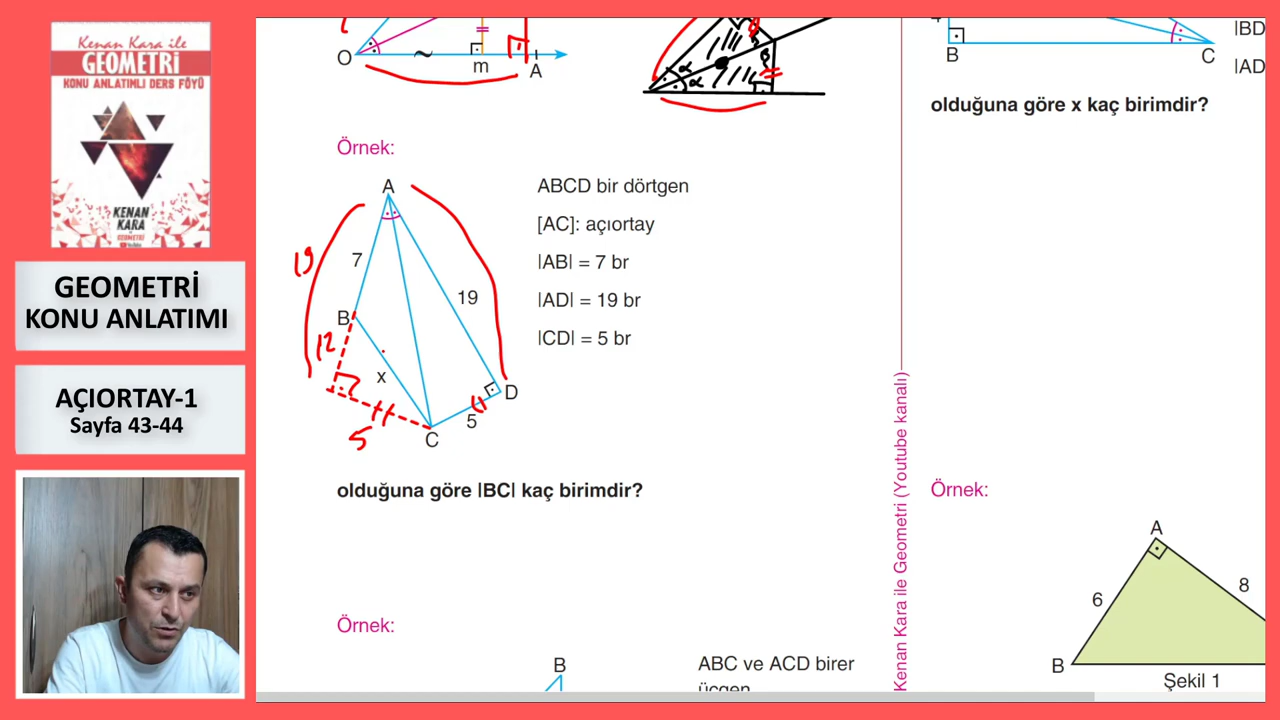 Kenan Kara ile
GEOMETRİ
KONU ANLATIMLI DERS FÖYÜ
KENAN
KARA
GEOMETRİ
GEOMETRİ
KONU ANLATIMI
AÇIORTAY-1
Sayfa 43-44
O
m
A
α
α
Örnek:
A
19
7
19
B
12
x
D
5
5
C
ABCD bir dörtgen
[AC]: açıortay
|AB| = 7 br
|AD| = 19 br
|CD| = 5 br
olduğuna göre |BC| kaç birimdir?
Örnek:
B
ABC ve ACD birer
üçgen
Kenan Kara ile Geometri (Youtube kanalı)
4
B
C
|BD
|AD
olduğuna göre x kaç birimdir?
Örnek:
A
6
8
B
Şekil 1